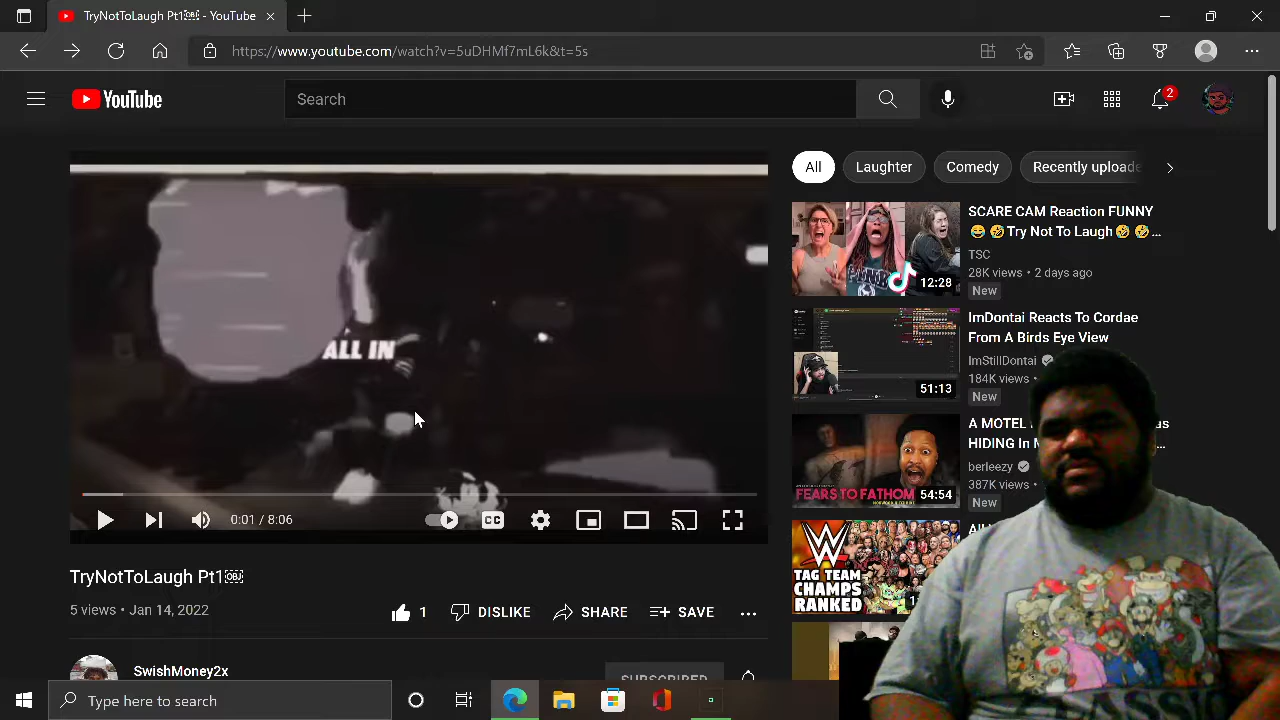 TryNotToLaugh Pt1￼ - YouTube
https://www.youtube.com/watch?v=5uDHMf7mL6k&t=5s
YouTube
Search
2
ALL IN
0:01 / 8:06
CC
TryNotToLaugh Pt1￼
5 views • Jan 14, 2022
1
DISLIKE
SHARE
SAVE
SwishMoney2x
SUBSCRIBED
All
Laughter
Comedy
Recently uploade
12:28
SCARE CAM Reaction FUNNY
😂 🤣Try Not To Laugh🤣 🤣…
TSC
28K views • 2 days ago
New
51:13
ImDontai Reacts To Cordae
From A Birds Eye View
ImStillDontai
184K views •
New
FEARS TO FATHOM
54:54
A MOTEL
HIDING In
berleezy
387K views
New
W
TAG TEAM
CHAMPS
RANKED
CLASSIC
Type here to search